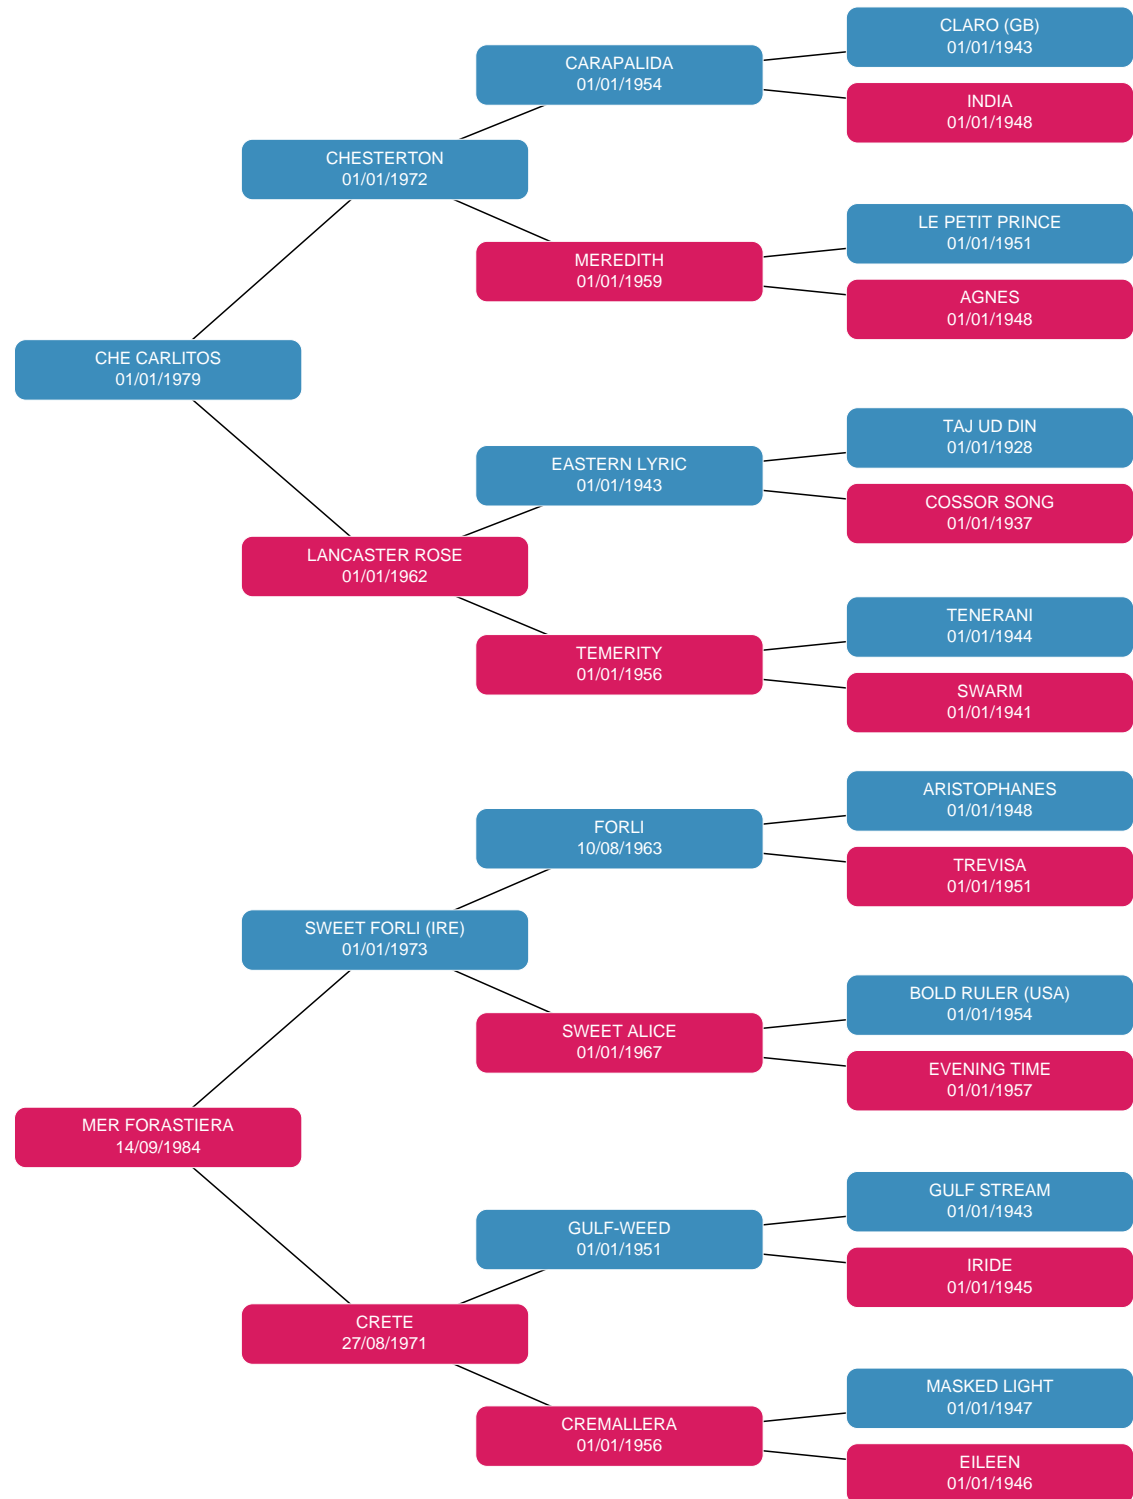 CLARO (GB)
01/01/1943
CARAPALIDA
01/01/1954
INDIA
01/01/1948
CHESTERTON
01/01/1972
LE PETIT PRINCE
01/01/1951
MEREDITH
01/01/1959
AGNES
01/01/1948
CHE CARLITOS
01/01/1979
TAJ UD DIN
01/01/1928
EASTERN LYRIC
01/01/1943
COSSOR SONG
01/01/1937
LANCASTER ROSE
01/01/1962
TENERANI
01/01/1944
TEMERITY
01/01/1956
SWARM
01/01/1941
ARISTOPHANES
01/01/1948
FORLI
10/08/1963
TREVISA
01/01/1951
SWEET FORLI (IRE)
01/01/1973
BOLD RULER (USA)
01/01/1954
SWEET ALICE
01/01/1967
EVENING TIME
01/01/1957
MER FORASTIERA
14/09/1984
GULF STREAM
01/01/1943
GULF-WEED
01/01/1951
IRIDE
01/01/1945
CRETE
27/08/1971
MASKED LIGHT
01/01/1947
CREMALLERA
01/01/1956
EILEEN
01/01/1946